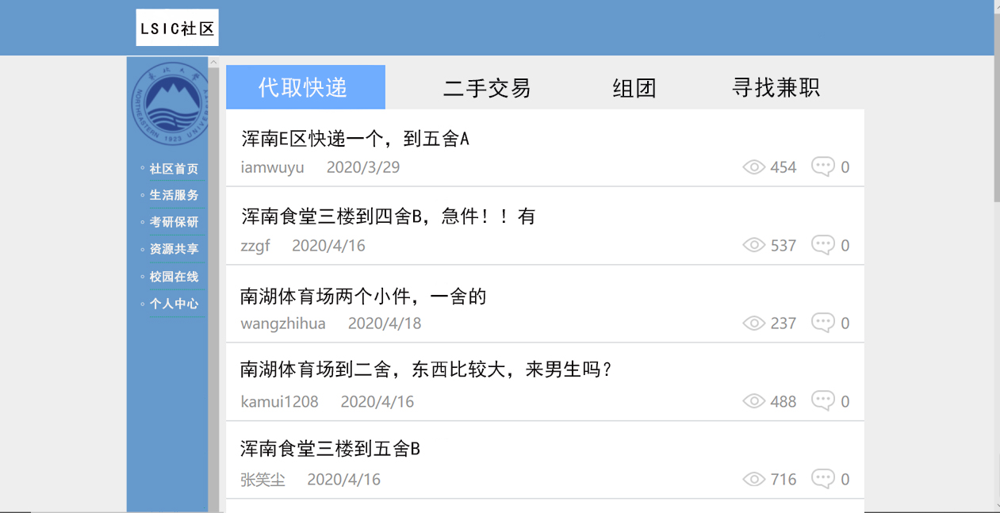 LSIC社区
东北大学
NORTHEASTERN UNIVERSITY
1923
社区首页
生活服务
考研保研
资源共享
校园在线
个人中心
代取快递 二手交易 组团 寻找兼职
浑南E区快递一个，到五舍A
iamwuyu 2020/3/29 454 0
浑南食堂三楼到四舍B，急件！！有
zzgf 2020/4/16 537 0
南湖体育场两个小件，一舍的
wangzhihua 2020/4/18 237 0
南湖体育场到二舍，东西比较大，来男生吗？
kamui1208 2020/4/16 488 0
浑南食堂三楼到五舍B
张笑尘 2020/4/16 716 0